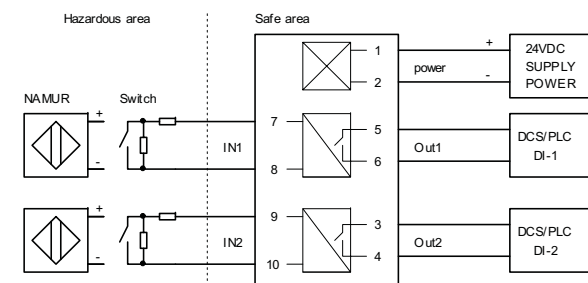 Hazardous area
Safe area
1
+
24VDC
SUPPLY
POWER
power
2
-
NAMUR
Switch
+
7
5
DCS/PLC
DI-1
IN1
Out1
6
-
8
+
9
3
DCS/PLC
DI-2
IN2
Out2
4
-
10